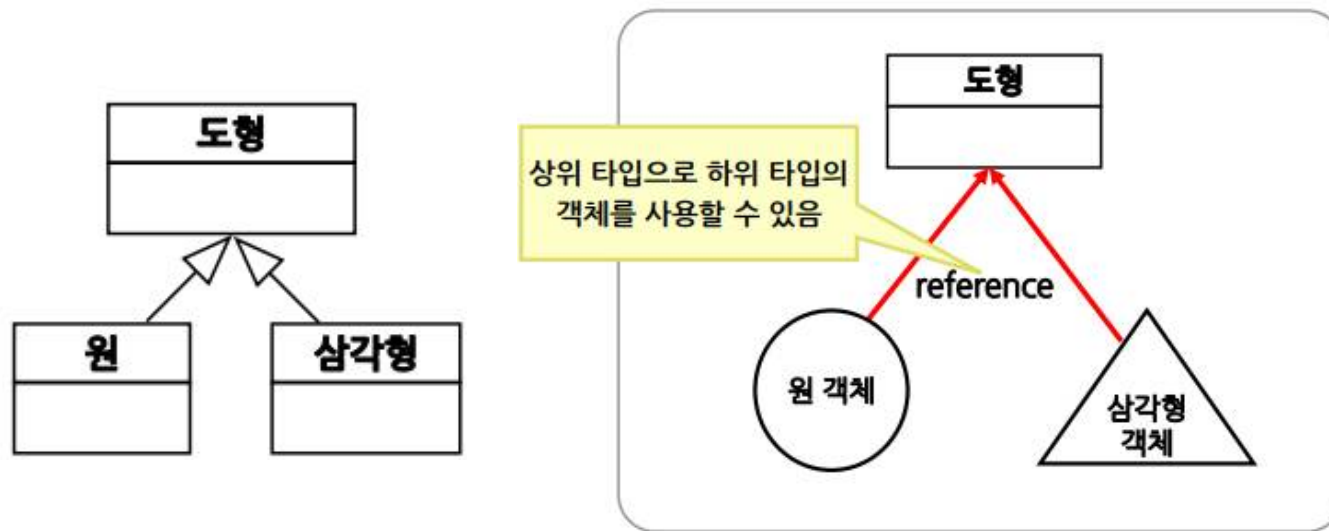 도형
원
삼각형
도형
상위 타입으로 하위 타입의
객체를 사용할 수 있음
reference
원 객체
삼각형
객체